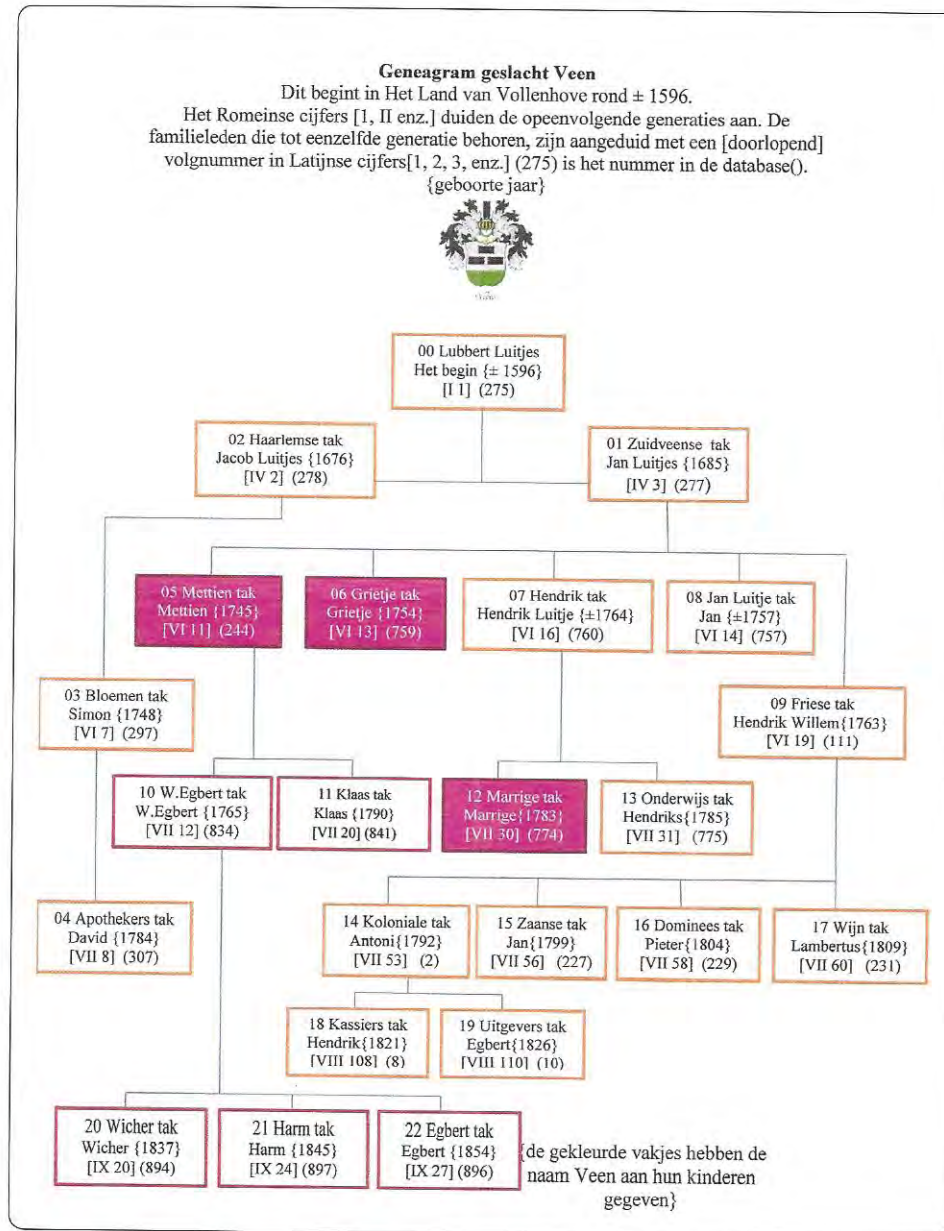 Geneagram geslacht Veen
Dit begint in Het Land van Vollenhove rond ± 1596.
Het Romeinse cijfers [1, II enz.] duiden de opeenvolgende generaties aan. De
familieleden die tot eenzelfde generatie behoren, zijn aangeduid met een [doorlopend]
volgnummer in Latijnse cijfers[1, 2, 3, enz.] (275) is het nummer in de database().
{geboorte jaar}
00 Lubbert Luitjes
Het begin {± 1596}
[I 1] (275)
02 Haarlemse tak
Jacob Luitjes {1676}
[IV 2] (278)
01 Zuidveense tak
Jan Luitjes {1685}
[IV 3] (277)
05 Mettien tak
Mettien {1745}
[VI 11] (244)
06 Grietje tak
Grietje {1754}
[VI 13] (759)
07 Hendrik tak
Hendrik Luitje {±1764}
[VI 16] (760)
08 Jan Luitje tak
Jan {±1757}
[VI 14] (757)
03 Bloemen tak
Simon {1748}
[VI 7] (297)
09 Friese tak
Hendrik Willem{1763}
[VI 19] (111)
10 W.Egbert tak
W.Egbert {1765}
[VII 12] (834)
11 Klaas tak
Klaas {1790}
[VII 20] (841)
12 Marrige tak
Marrige{1783}
[VII 30] (774)
13 Onderwijs tak
Hendriks{1785}
[VII 31] (775)
04 Apothekers tak
David {1784}
[VII 8] (307)
14 Koloniale tak
Antoni{1792}
[VII 53] (2)
15 Zaanse tak
Jan{1799}
[VII 56] (227)
16 Dominees tak
Pieter{1804}
[VII 58] (229)
17 Wijn tak
Lambertus{1809}
[VII 60] (231)
18 Kassiers tak
Hendrik{1821}
[VIII 108] (8)
19 Uitgevers tak
Egbert{1826}
[VIII 110] (10)
20 Wicher tak
Wicher {1837}
[IX 20] (894)
21 Harm tak
Harm {1845}
[IX 24] (897)
22 Egbert tak
Egbert {1854}
[IX 27] (896)
{de gekleurde vakjes hebben de
naam Veen aan hun kinderen
gegeven}